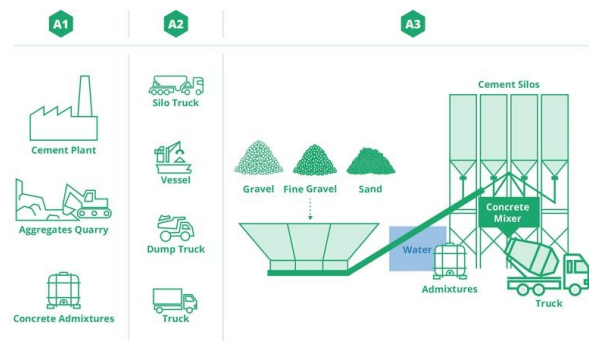 A1
A2
A3
Cement Plant
Aggregates Quarry
Concrete Admixtures
Silo Truck
Vessel
Dump Truck
Truck
Gravel
Fine Gravel
Sand
Cement Silos
Concrete
Mixer
Water
Admixtures
Truck